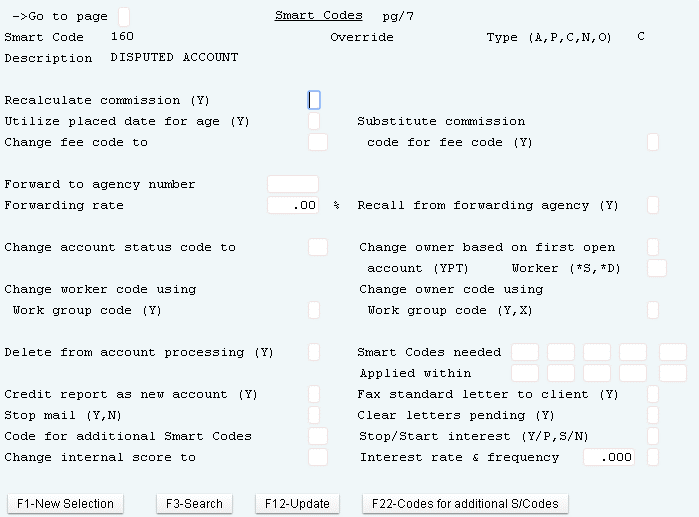 ->Go to page Smart Codes pg/7
Smart Code 160 Override Type (A,P,C,N,O) C
Description DISPUTED ACCOUNT
Recalculate commission (Y)
Utilize placed date for age (Y) Substitute commission
Change fee code to code for fee code (Y)
Forward to agency number
Forwarding rate .00 % Recall from forwarding agency (Y)
Change account status code to Change owner based on first open
account (YPT) Worker (*S,*D)
Change worker code using Change owner code using
Work group code (Y) Work group code (Y,X)
Delete from account processing (Y) Smart Codes needed
Applied within
Credit report as new account (Y) Fax standard letter to client (Y)
Stop mail (Y,N) Clear letters pending (Y)
Code for additional Smart Codes Stop/Start interest (Y/P,S/N)
Change internal score to Interest rate & frequency .000
F1-New Selection F3-Search F12-Update F22-Codes for additional S/Codes